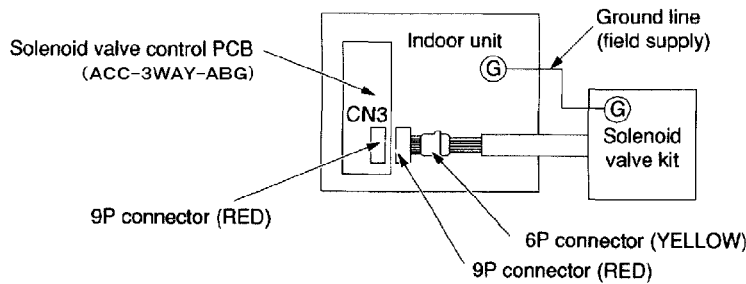 Ground line
(field supply)
Indoor unit
G
Solenoid valve control PCB
(ACC-3WAY-ABG)
G
CN3
Solenoid
valve kit
9P connector (RED)
6P connector (YELLOW)
9P connector (RED)